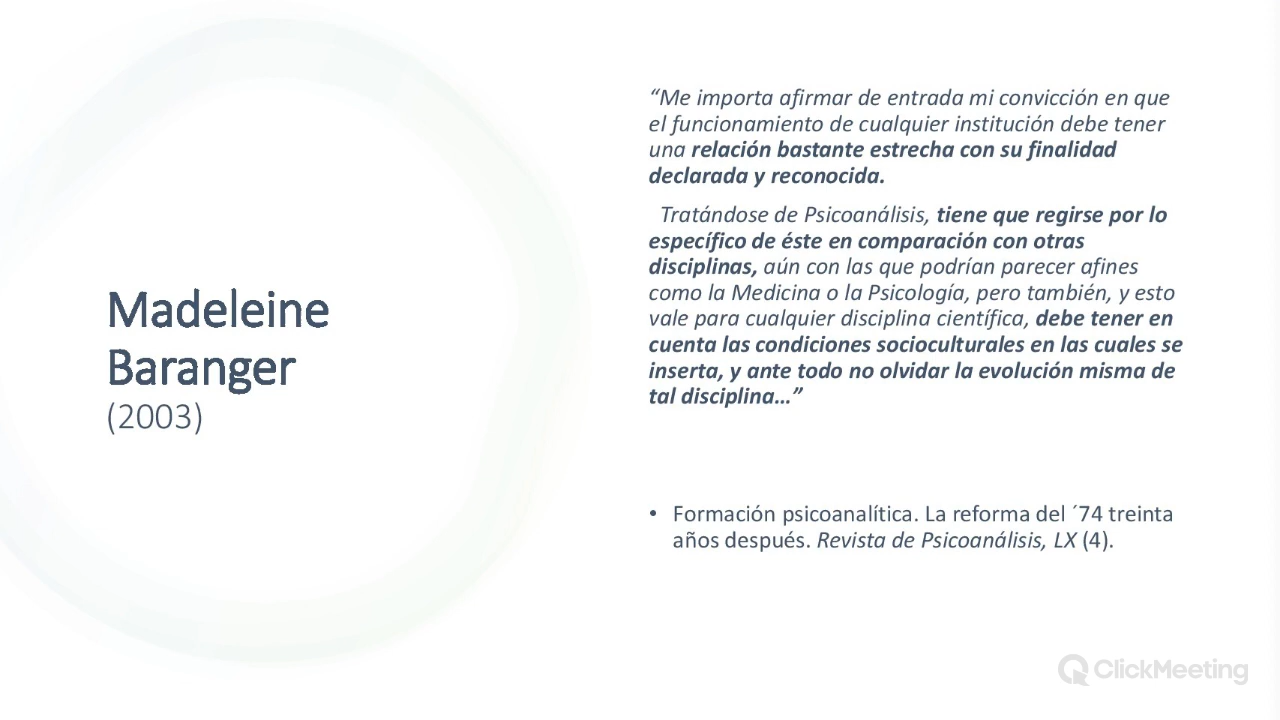 Madeleine
Baranger
(2003)
“Me importa afirmar de entrada mi convicción en que
el funcionamiento de cualquier institución debe tener
una relación bastante estrecha con su finalidad
declarada y reconocida.
Tratándose de Psicoanálisis, tiene que regirse por lo
específico de éste en comparación con otras
disciplinas, aún con las que podrían parecer afines
como la Medicina o la Psicología, pero también, y esto
vale para cualquier disciplina científica, debe tener en
cuenta las condiciones socioculturales en las cuales se
inserta, y ante todo no olvidar la evolución misma de
tal disciplina…”
• Formación psicoanalítica. La reforma del ´74 treinta
años después. Revista de Psicoanálisis, LX (4).
ClickMeeting